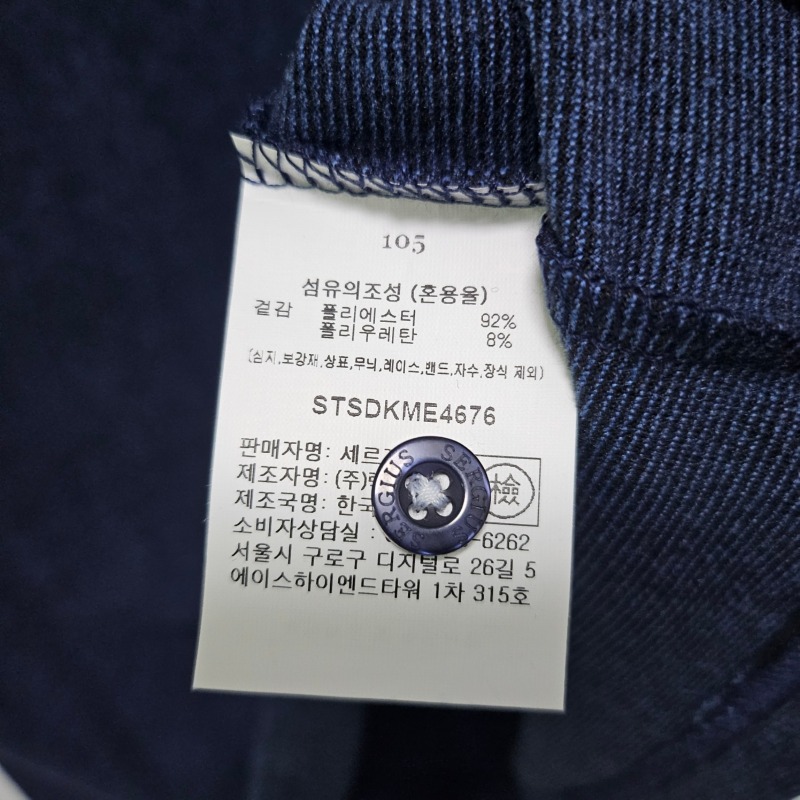 105
섬유의조성 (혼용율)
겉감 폴리에스터 92%
폴리우레탄 8%
(심지,보강재,상표,무늬,레이스,밴드,자수,장식 제외)
STSDKME4676
판매자명: 세르
제조자명: (주)
제조국명: 한국
檢
소비자상담실 : -6262
서울시 구로구 디지털로 26길 5
에이스하이엔드타워 1차 315호
SERGIUS SERGIUS